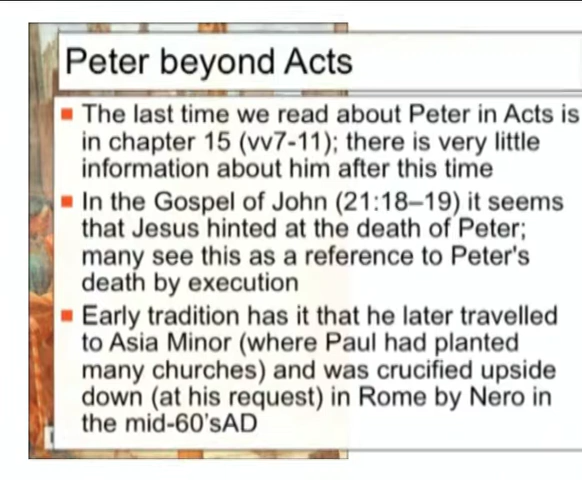 Peter beyond Acts
The last time we read about Peter in Acts is
in chapter 15 (vv7-11); there is very little
information about him after this time
In the Gospel of John (21:18–19) it seems
that Jesus hinted at the death of Peter;
many see this as a reference to Peter's
death by execution
Early tradition has it that he later travelled
to Asia Minor (where Paul had planted
many churches) and was crucified upside
down (at his request) in Rome by Nero in
the mid-60'sAD